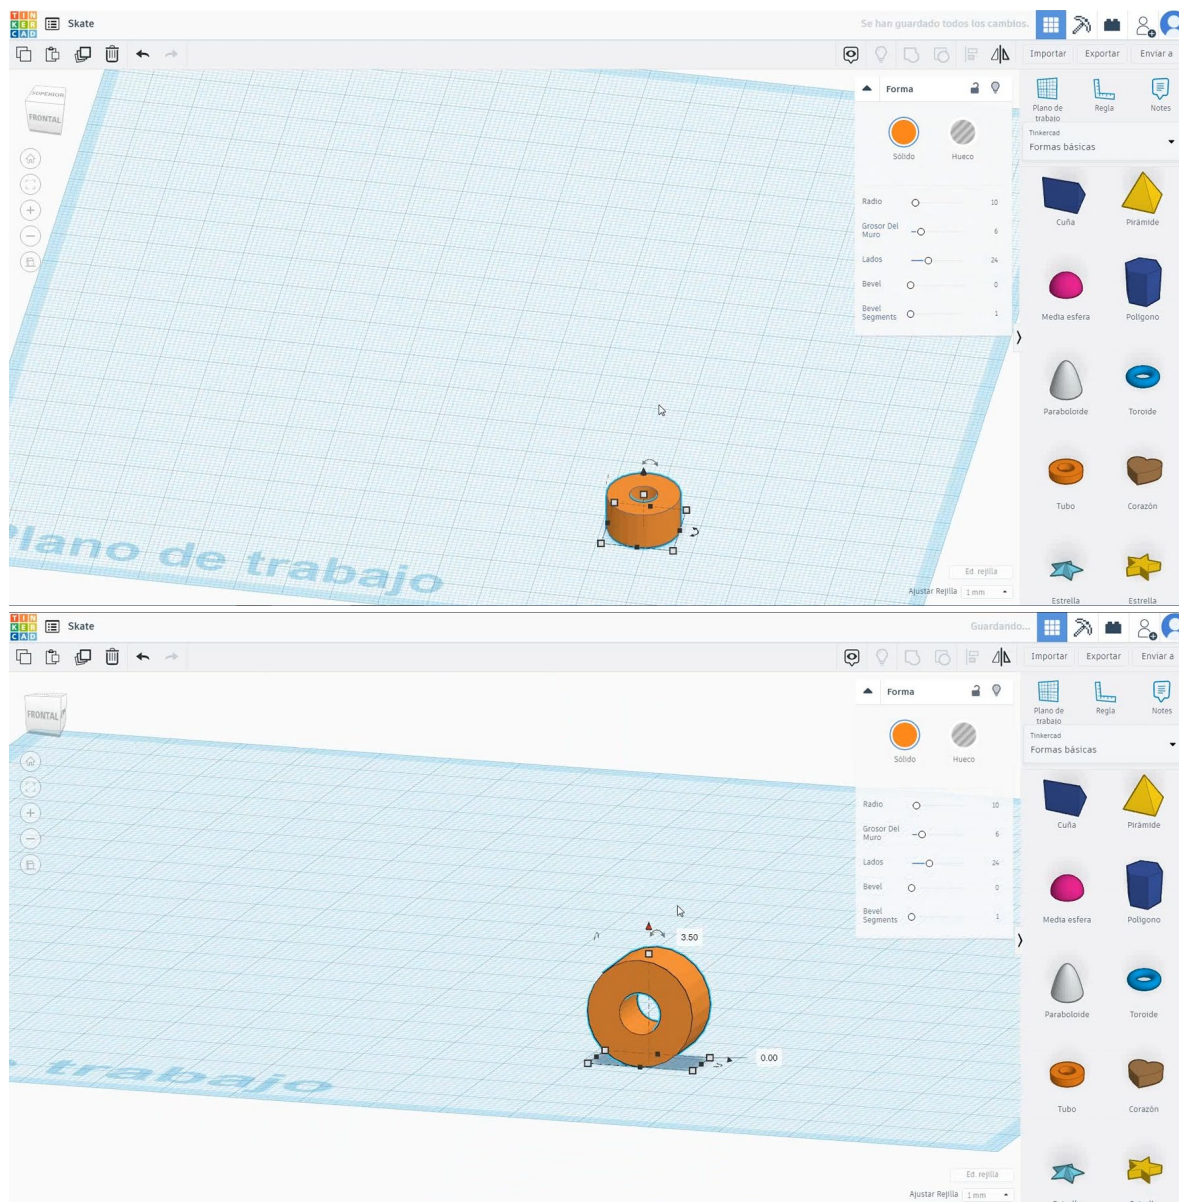 TIN
KER
CAD
Skate
Se han guardado todos los cambios.
Importar
Exportar
Enviar a
SUPERIOR
FRONTAL
Forma
Sólido
Hueco
Radio
10
Grosor Del
Muro
6
Lados
24
Bevel
0
Bevel
Segments
1
Plano de
trabajo
Regla
Notes
Tinkercad
Formas básicas
Cuña
Pirámide
Media esfera
Polígono
Paraboloide
Toroide
Tubo
Corazón
Estrella
Estrella
Plano de trabajo
Ed. rejilla
Ajustar Rejilla
1 mm
TIN
KER
CAD
Skate
Guardando...
Importar
Exportar
Enviar a
FRONTAL
Forma
Sólido
Hueco
Radio
10
Grosor Del
Muro
6
Lados
24
Bevel
0
Bevel
Segments
1
Plano de
trabajo
Regla
Notes
Tinkercad
Formas básicas
Cuña
Pirámide
Media esfera
Polígono
Paraboloide
Toroide
Tubo
Corazón
3.50
0.00
trabajo
Ed. rejilla
Ajustar Rejilla
1 mm